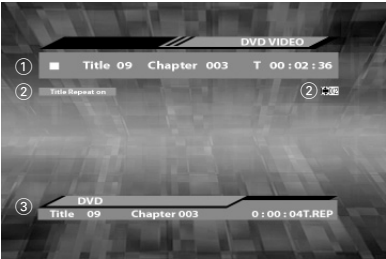 DVD VIDEO
1 Title 09 Chapter 003 T 00 : 02 : 36
2 Title Repeat on 2
3 DVD
Title 09 Chapter 003 0 : 00 : 04T.REP